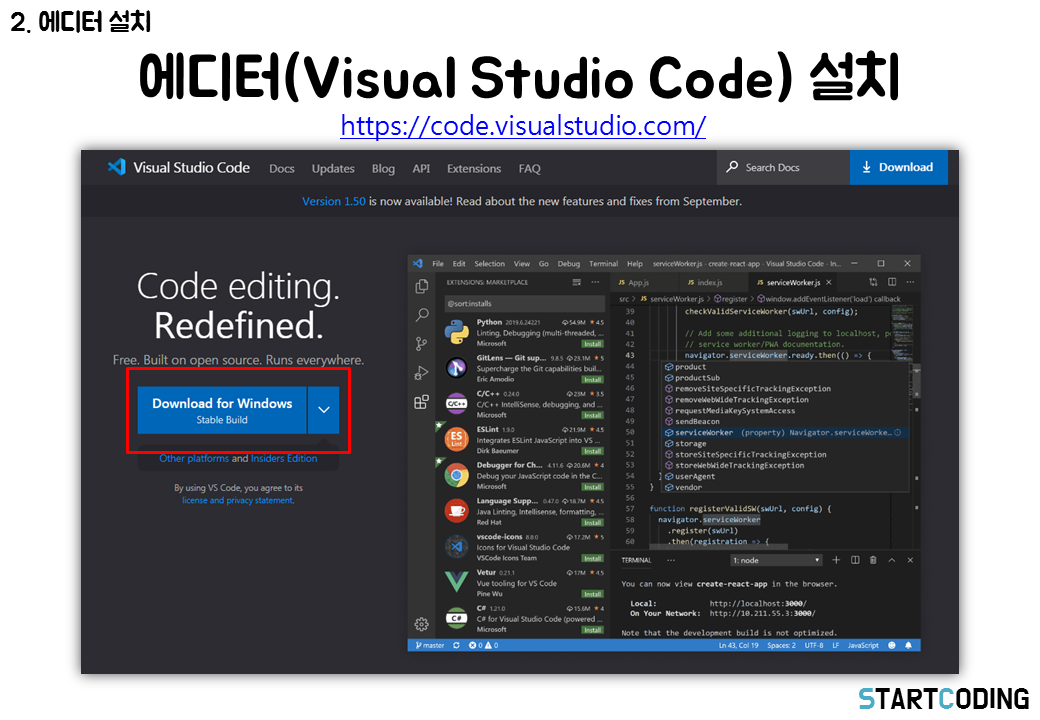 2. 에디터 설치
에디터(Visual Studio Code) 설치
https://code.visualstudio.com/
Visual Studio Code Docs Updates Blog API Extensions FAQ Search Docs Download
Version 1.50 is now available! Read about the new features and fixes from September.
Code editing.
Redefined.
Free. Built on open source. Runs everywhere.
Download for Windows
Stable Build
Other platforms and Insiders Edition
By using VS Code, you agree to its
license and privacy statement.
File Edit Selection View Go Debug Terminal Help serviceWorker.js - create-react-app - Visual Studio Code - In...
EXTENSIONS: MARKETPLACE
@sort:installs
Python 2019.6.24221 54.9M 4.5
Linting, Debugging (multi-threaded, ...
Microsoft Install
GitLens — Git sup... 9.8.5 23.1M 5
Supercharge the Git capabilities buil...
Eric Amodio Install
C/C++ 0.24.0 23M 3.5
C/C++ IntelliSense, debugging, and ...
Microsoft Install
ESLint 1.9.0 21.9M 4.5
Integrates ESLint JavaScript into VS ...
Dirk Baeumer Install
Debugger for Ch... 4.11.6 20.6M 4
Debug your JavaScript code in the C...
Microsoft Install
Language Supp... 0.47.0 18.7M 4.5
Java Linting, Intellisense, formatting, ...
Red Hat Install
vscode-icons 8.8.0 17.2M 5
Icons for Visual Studio Code
VSCode Icons Team Install
Vetur 0.21.1 17M 4.5
Vue tooling for VS Code
Pine Wu Install
C# 1.21.0 15.6M 4
C# for Visual Studio Code (powered ...
Microsoft Install
JS App.js JS index.js JS serviceWorker.js
src > JS serviceWorker.js > register > window.addEventListener('load') callback
39 checkValidServiceWorker(swUrl, config);
40
41 // Add some additional logging to localhost, p
42 // service worker/PWA documentation.
43 navigator.serviceWorker.ready.then(() => {
44 product
45 productSub
46 removeSiteSpecificTrackingException
47 removeWebWideTrackingException
48 requestMediaKeySystemAccess
49 sendBeacon
50 serviceWorker (property) Navigator.serviceWorke...
51 storage
52 storeSiteSpecificTrackingException
53 storeWebWideTrackingException
54 } userAgent
55 } vendor
56
57 function registerValidSW(swUrl, config) {
58 navigator.serviceWorker
59 .register(swUrl)
60 .then(registration => {
TERMINAL ... 1: node
You can now view create-react-app in the browser.
Local: http://localhost:3000/
On Your Network: http://10.211.55.3:3000/
Note that the development build is not optimized.
master 0 0 Ln 43, Col 19 Spaces: 2 UTF-8 LF JavaScript
STARTCODING